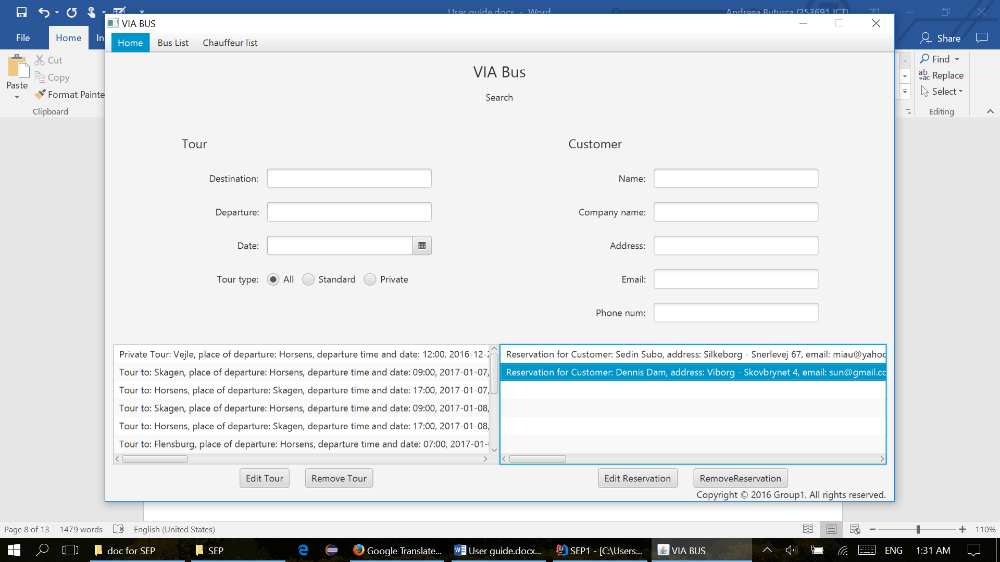 User guide.docx - Word
Andreea Buturca (253691 ICT)
VIA BUS
File
Home
In
Share
Home
Bus List
Chauffeur list
Cut
Copy
Paste
Format Painte
Clipboard
Find
Replace
Select
Editing
VIA Bus
Search
Tour
Customer
Destination:
Name:
Departure:
Company name:
Date:
Address:
Tour type:
All
Standard
Private
Email:
Phone num:
Private Tour: Vejle, place of departure: Horsens, departure time and date: 12:00, 2016-12-2
Tour to: Skagen, place of departure: Horsens, departure time and date: 09:00, 2017-01-07,
Tour to: Horsens, place of departure: Skagen, departure time and date: 17:00, 2017-01-07,
Tour to: Skagen, place of departure: Horsens, departure time and date: 09:00, 2017-01-08,
Tour to: Horsens, place of departure: Skagen, departure time and date: 17:00, 2017-01-08,
Tour to: Flensburg, place of departure: Horsens, departure time and date: 07:00, 2017-01-
Reservation for Customer: Sedin Subo, address: Silkeborg - Snerlevej 67, email: miau@yahoo
Reservation for Customer: Dennis Dam, address: Viborg - Skovbrynet 4, email: sun@gmail.co
Edit Tour
Remove Tour
Edit Reservation
RemoveReservation
Copyright © 2016 Group1. All rights reserved.
Page 8 of 13
1479 words
English (United States)
110%
doc for SEP
SEP
Google Translate...
User guide.docx...
SEP1 - [C:\Users...
VIA BUS
ENG
1:31 AM